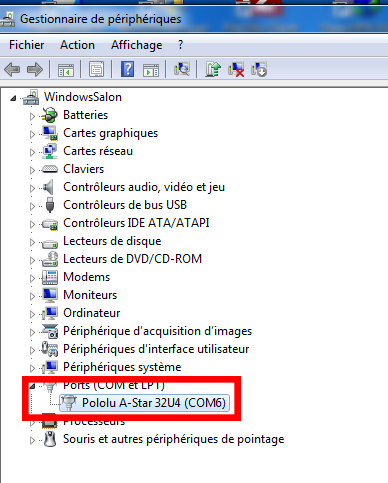 Gestionnaire de périphériques
Fichier Action Affichage ?
WindowsSalon
Batteries
Cartes graphiques
Cartes réseau
Claviers
Contrôleurs audio, vidéo et jeu
Contrôleurs de bus USB
Contrôleurs IDE ATA/ATAPI
Lecteurs de disque
Lecteurs de DVD/CD-ROM
Modems
Moniteurs
Ordinateur
Périphérique d'acquisition d'images
Périphériques d'interface utilisateur
Périphériques système
Ports (COM et LPT)
Pololu A-Star 32U4 (COM6)
Processeurs
Souris et autres périphériques de pointage